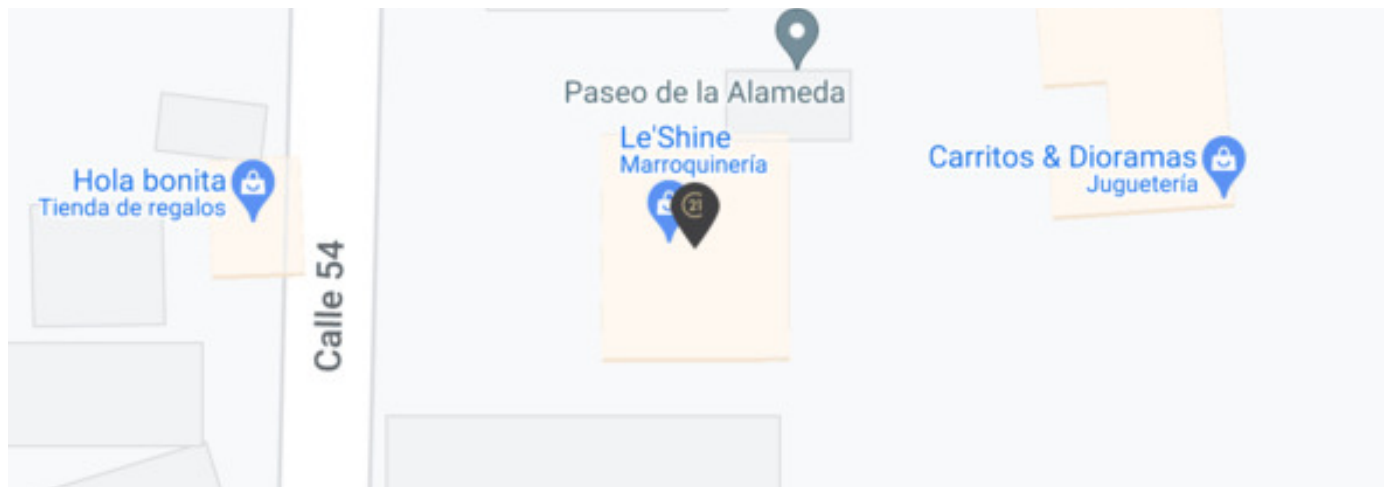 Paseo de la Alameda
Le'Shine
Marroquinería
Carritos & Dioramas
Juguetería
Hola bonita
Tienda de regalos
21
Calle 54